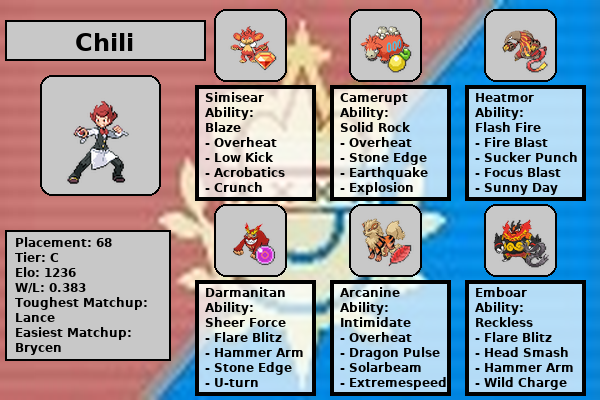 Chili
Simisear
Ability:
Blaze
- Overheat
- Low Kick
- Acrobatics
- Crunch
Camerupt
Ability:
Solid Rock
- Overheat
- Stone Edge
- Earthquake
- Explosion
Heatmor
Ability:
Flash Fire
- Fire Blast
- Sucker Punch
- Focus Blast
- Sunny Day
Placement: 68
Tier: C
Elo: 1236
W/L: 0.383
Toughest Matchup:
Lance
Easiest Matchup:
Brycen
Darmanitan
Ability:
Sheer Force
- Flare Blitz
- Hammer Arm
- Stone Edge
- U-turn
Arcanine
Ability:
Intimidate
- Overheat
- Dragon Pulse
- Solarbeam
- Extremespeed
Emboar
Ability:
Reckless
- Flare Blitz
- Head Smash
- Hammer Arm
- Wild Charge